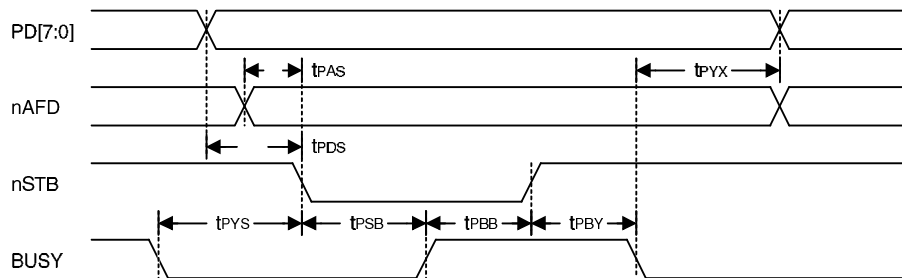 PD[7:0]
tPAS
tPYX
nAFD
tPDS
nSTB
tPYS
tPSB
tPBB
tPBY
BUSY